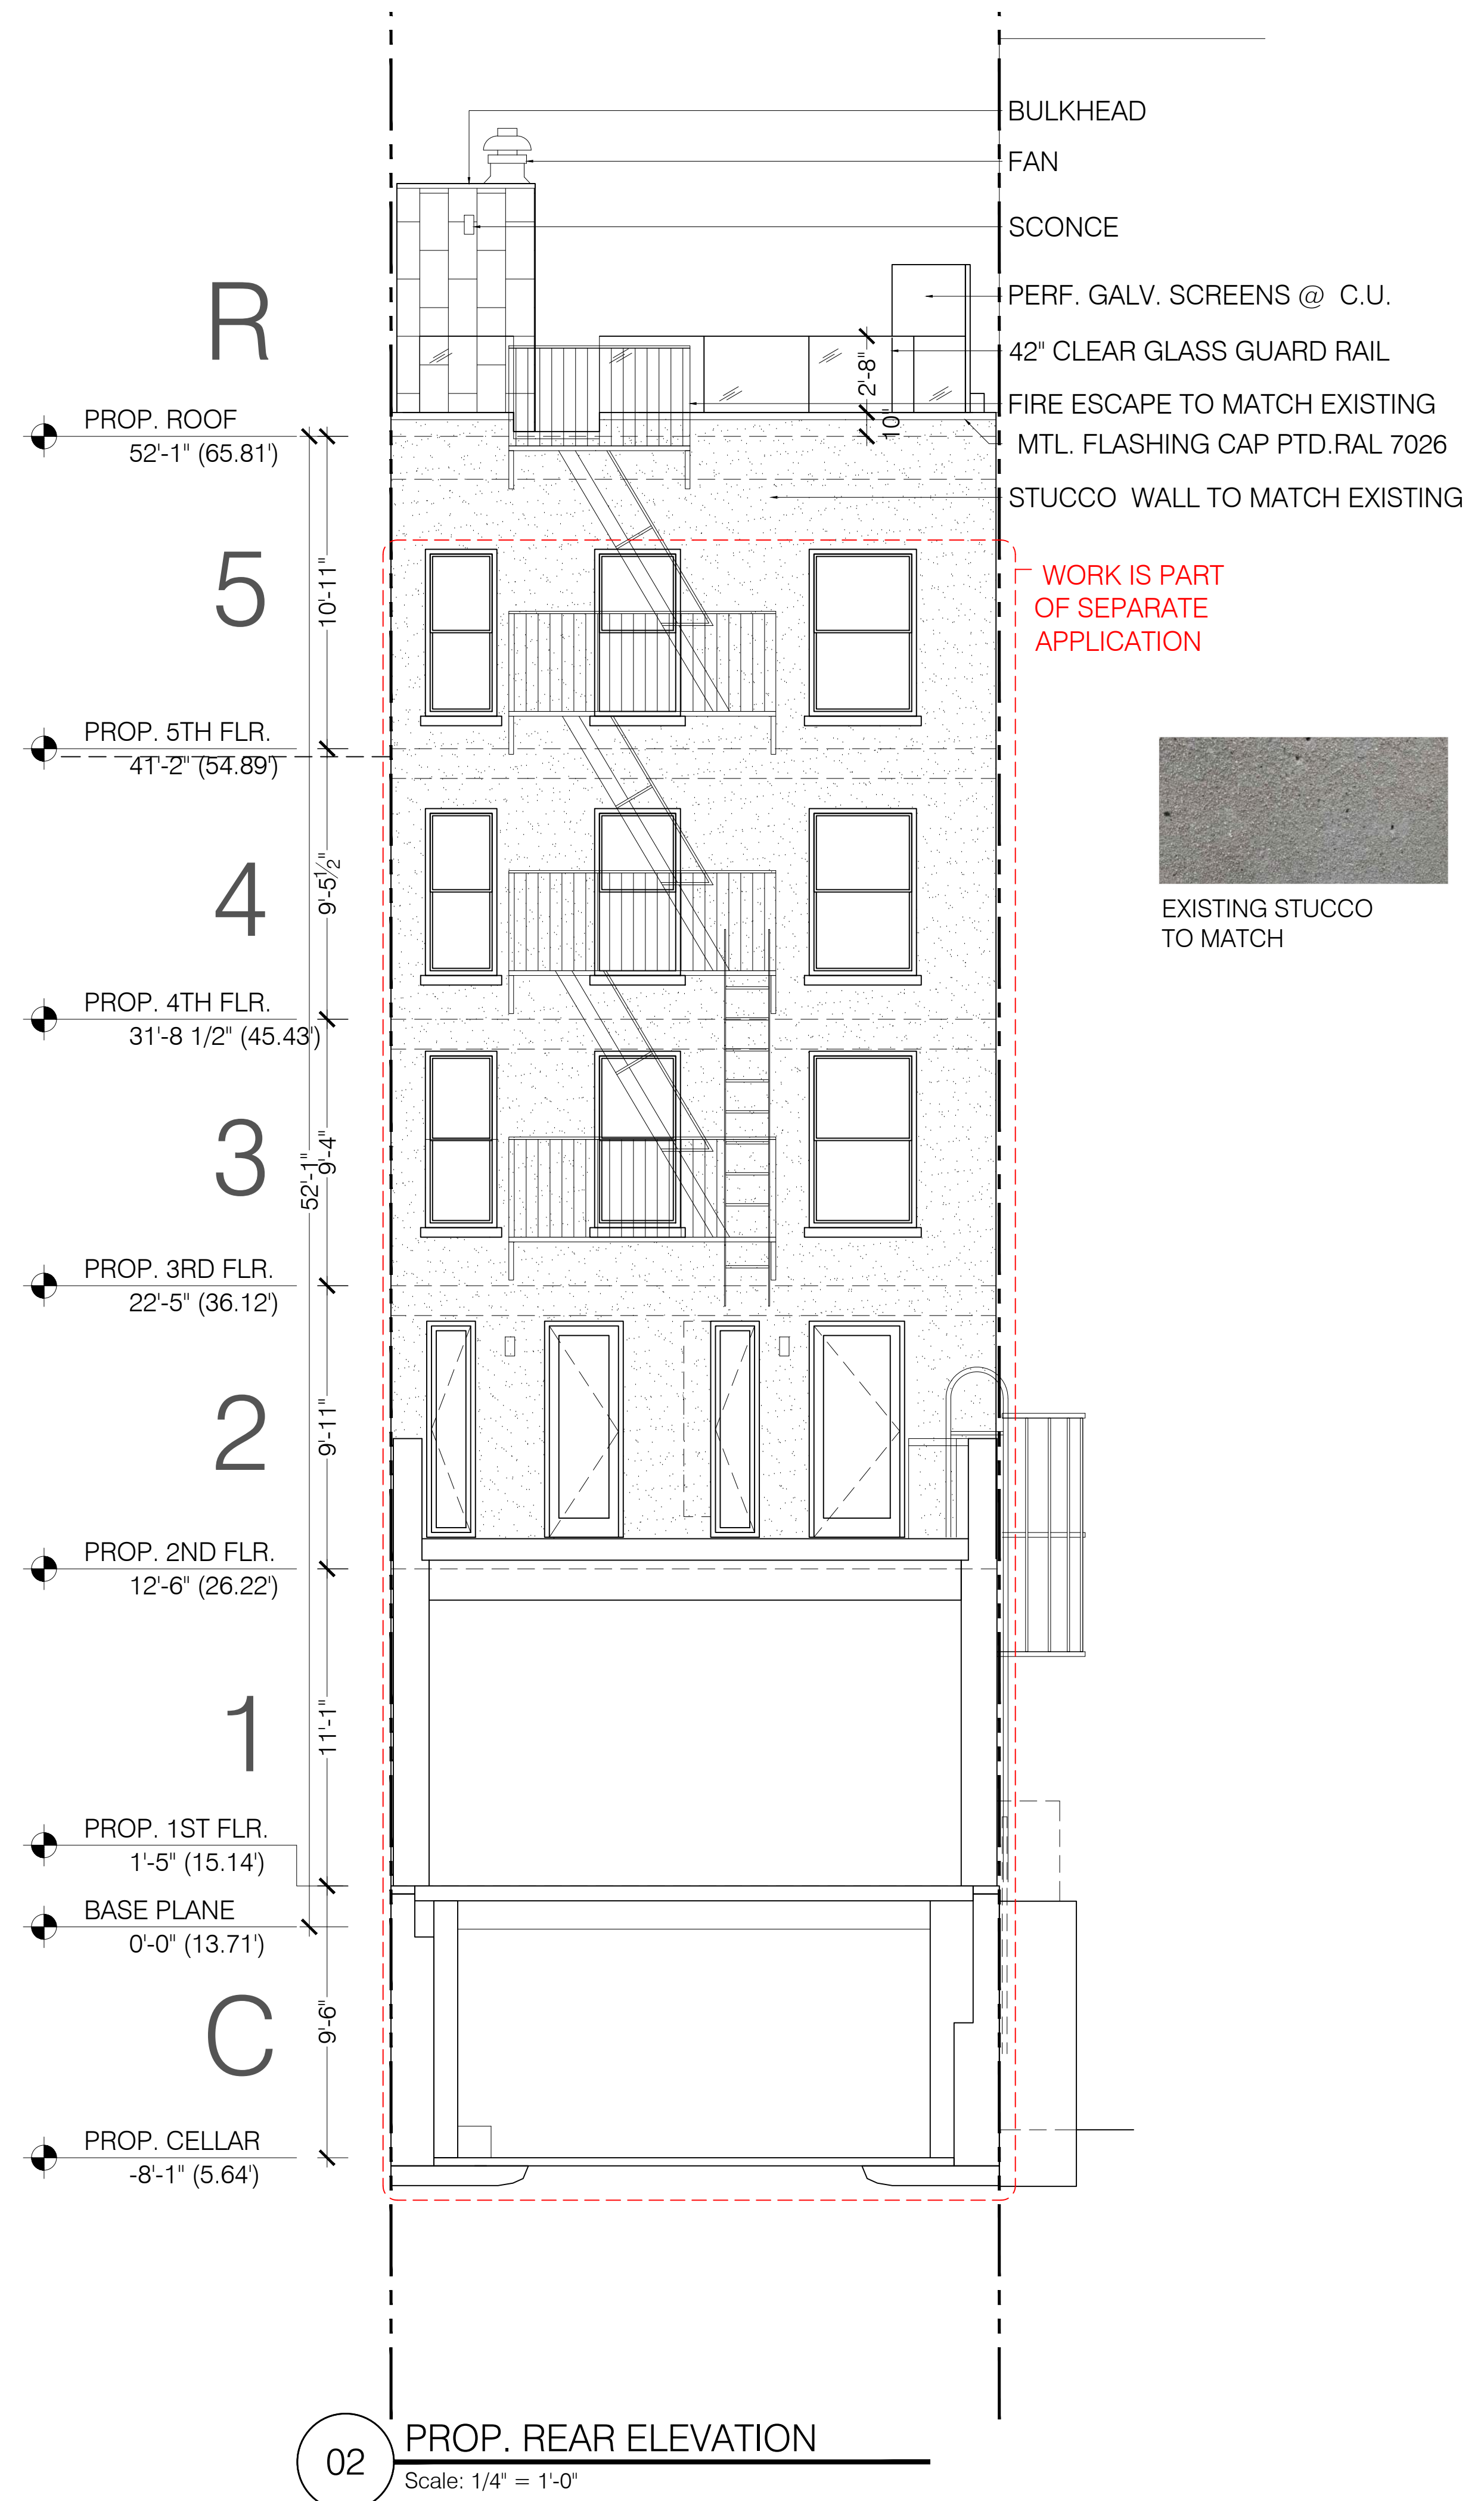 BULKHEAD
FAN
SCONCE
PERF. GALV. SCREENS @ C.U.
42" CLEAR GLASS GUARD RAIL
FIRE ESCAPE TO MATCH EXISTING
MTL. FLASHING CAP PTD.RAL 7026
STUCCO WALL TO MATCH EXISTING
2'-8"
10"
WORK IS PART
OF SEPARATE
APPLICATION
EXISTING STUCCO
TO MATCH
R
PROP. ROOF
52'-1" (65.81')
5
10'-11"
PROP. 5TH FLR.
41'-2" (54.89')
4
9'-5½"
PROP. 4TH FLR.
31'-8 1/2" (45.43')
3
9'-4"
52'-1"
PROP. 3RD FLR.
22'-5" (36.12')
2
9'-11"
PROP. 2ND FLR.
12'-6" (26.22')
1
11'-1"
PROP. 1ST FLR.
1'-5" (15.14')
BASE PLANE
0'-0" (13.71')
C
9'-6"
PROP. CELLAR
-8'-1" (5.64')
02
PROP. REAR ELEVATION
Scale: 1/4" = 1'-0"